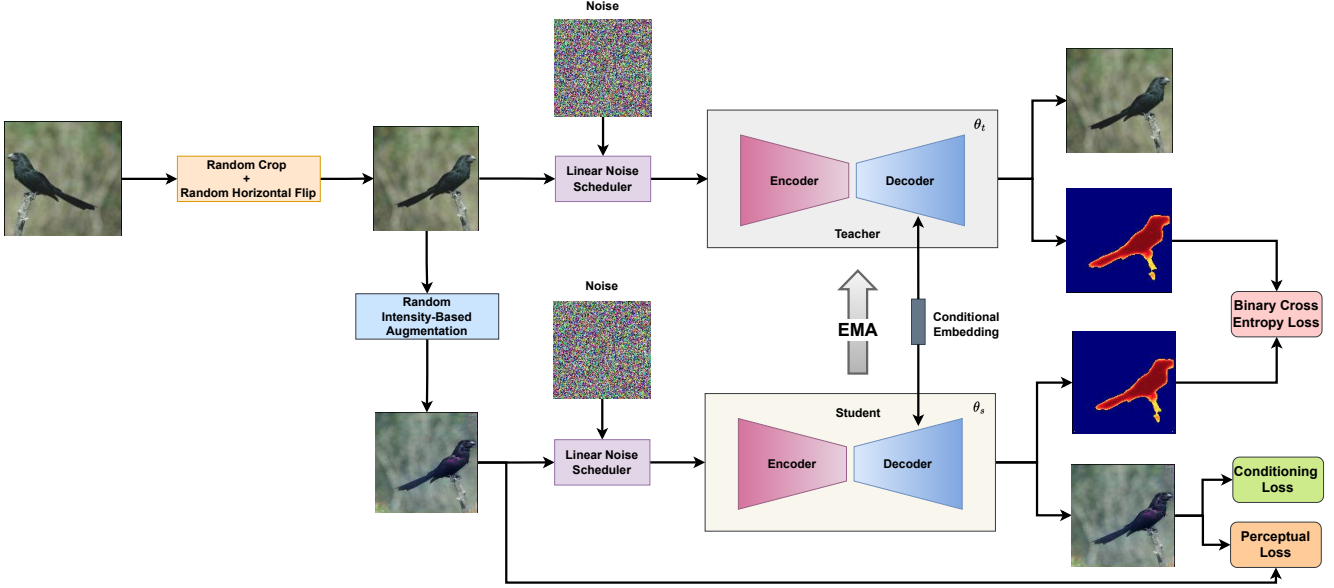 Noise
Random Crop
+
Random Horizontal Flip
Linear Noise
Scheduler
θt
Encoder
Decoder
Teacher
Random
Intensity-Based
Augmentation
Noise
EMA
Conditional
Embedding
Binary Cross
Entropy Loss
Linear Noise
Scheduler
Student
θs
Encoder
Decoder
Conditioning
Loss
Perceptual
Loss